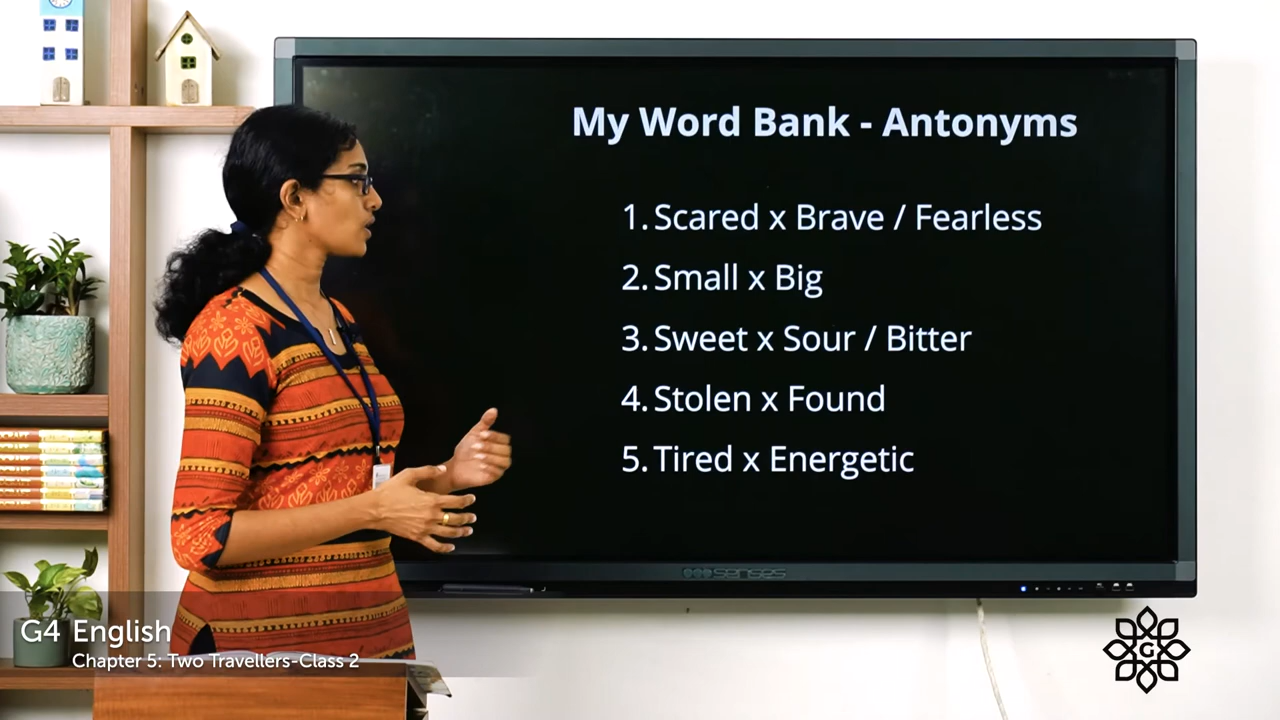 My Word Bank - Antonyms
1. Scared x Brave / Fearless
2. Small x Big
3. Sweet x Sour / Bitter
4. Stolen x Found
5. Tired x Energetic
senses
G4 English
Chapter 5: Two Travellers-Class 2
G